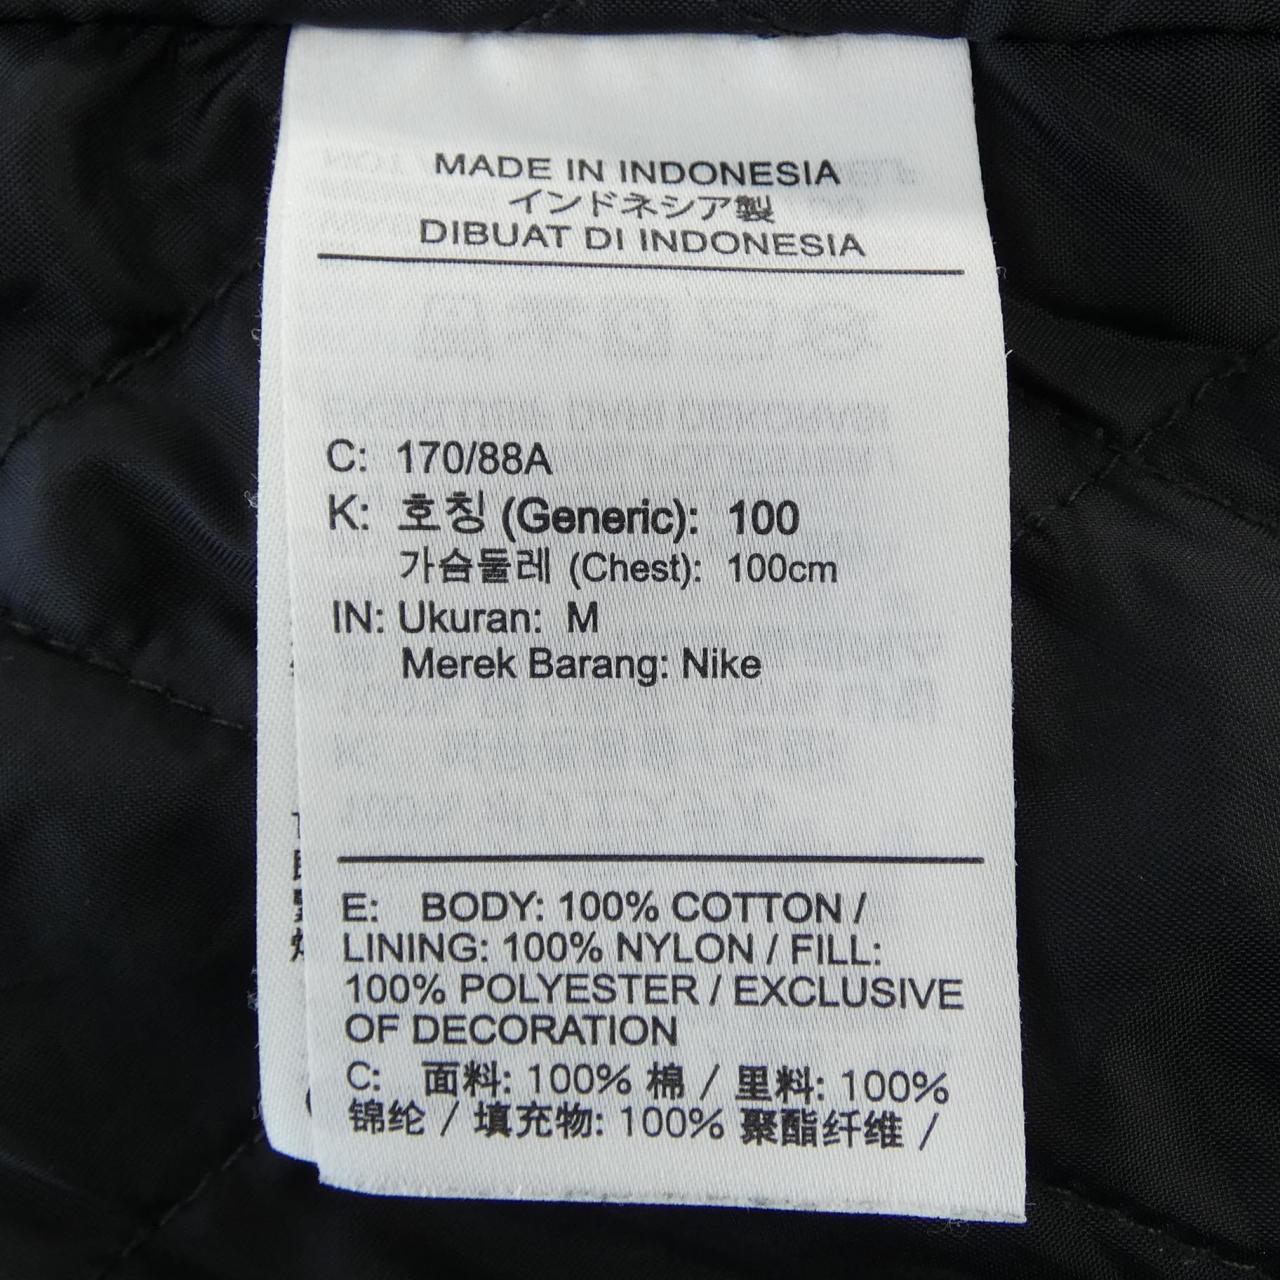 MADE IN INDONESIA
インドネシア製
DIBUAT DI INDONESIA
C: 170/88A
K: 호칭 (Generic): 100
가슴둘레 (Chest): 100cm
IN: Ukuran: M
Merek Barang: Nike
E: BODY: 100% COTTON /
LINING: 100% NYLON / FILL:
100% POLYESTER / EXCLUSIVE
OF DECORATION
C: 面料: 100% 棉 / 里料: 100%
锦纶 / 填充物: 100% 聚酯纤维 /